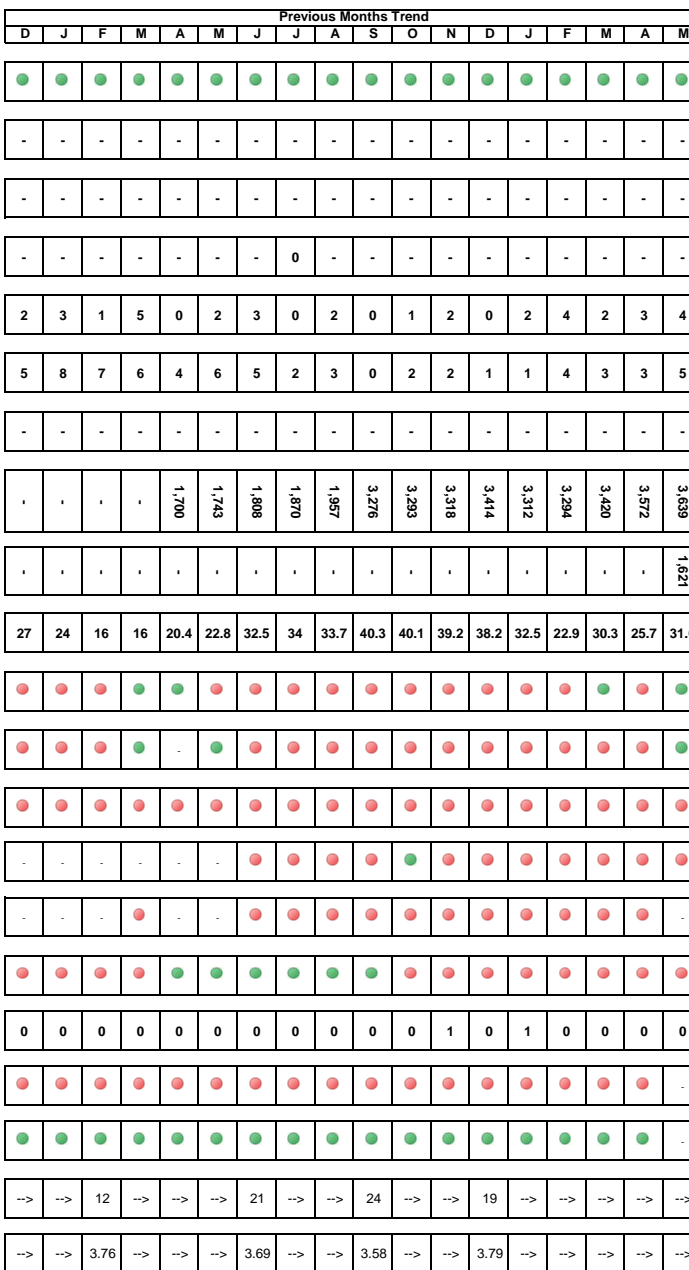 Previous Months Trend
D J F M A M J J A S O N D J F M A M
- - - - - - - - - - - - - - - - - -
- - - - - - - - - - - - - - - - - -
- - - - - - - 0 - - - - - - - - - -
2 3 1 5 0 2 3 0 2 0 1 2 0 2 4 2 3 4
5 8 7 6 4 6 5 2 3 0 2 2 1 1 4 3 3 5
- - - - - - - - - - - - - - - - - -
- - - - 1,700 1,743 1,808 1,870 1,957 3,276 3,293 3,318 3,414 3,312 3,294 3,420 3,572 3,639
- - - - - - - - - - - - - - - - - 1,621
27 24 16 16 20.4 22.8 32.5 34 33.7 40.3 40.1 39.2 38.2 32.5 22.9 30.3 25.7
-
- - - - - -
- - - - - -
0 0 0 0 0 0 0 0 0 0 0 1 0 1 0 0 0 0
-
-
--> --> 12 --> --> --> 21 --> --> 24 --> --> 19 --> --> --> --> -->
--> --> 3.76 --> --> --> 3.69 --> --> 3.58 --> --> 3.79 --> --> --> --> -->